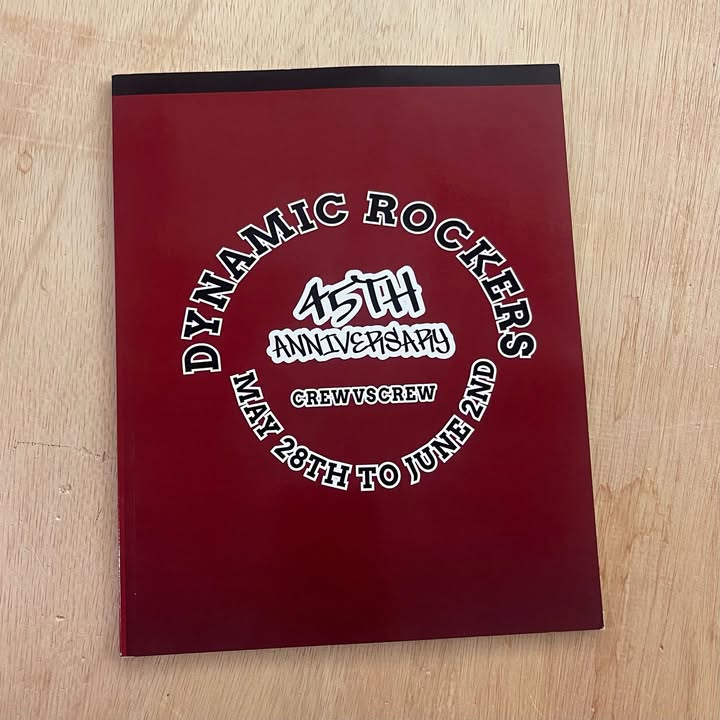 DYNAMIC ROCKERS
45TH
ANNIVERSARY
CREWVSCREW
MAY 28TH TO JUNE 2ND